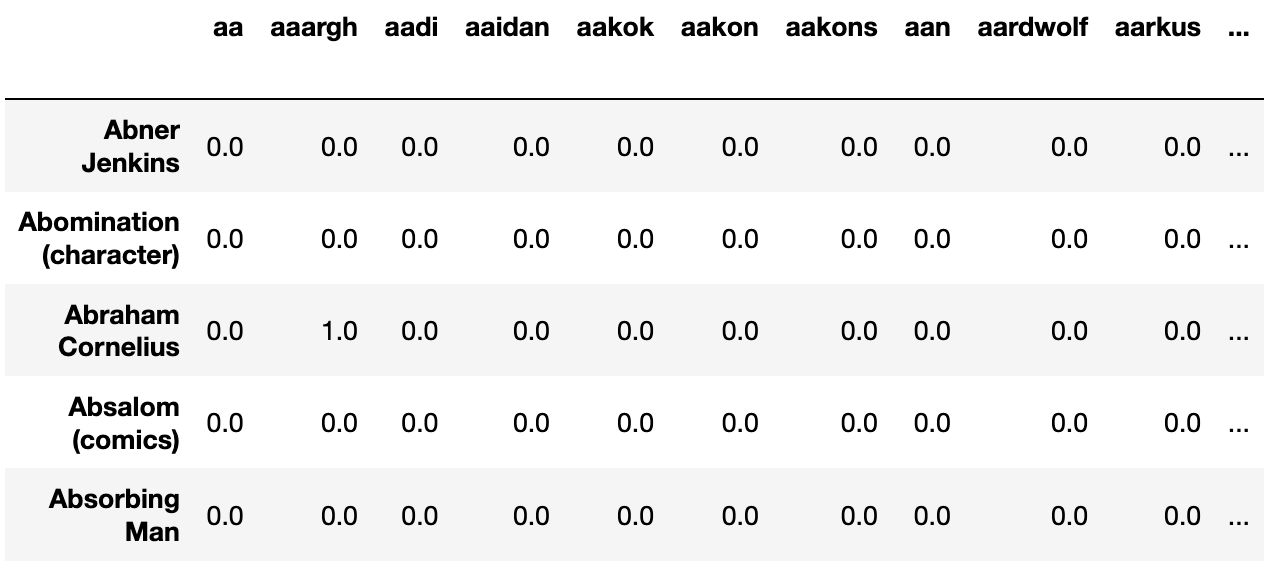 aa aaargh aadi aaidan aakok aakon aakons aan aardwolf aarkus ...
Abner
Jenkins 0.0 0.0 0.0 0.0 0.0 0.0 0.0 0.0 0.0 0.0 ...
Abomination
(character) 0.0 0.0 0.0 0.0 0.0 0.0 0.0 0.0 0.0 0.0 ...
Abraham
Cornelius 0.0 1.0 0.0 0.0 0.0 0.0 0.0 0.0 0.0 0.0 ...
Absalom
(comics) 0.0 0.0 0.0 0.0 0.0 0.0 0.0 0.0 0.0 0.0 ...
Absorbing
Man 0.0 0.0 0.0 0.0 0.0 0.0 0.0 0.0 0.0 0.0 ...